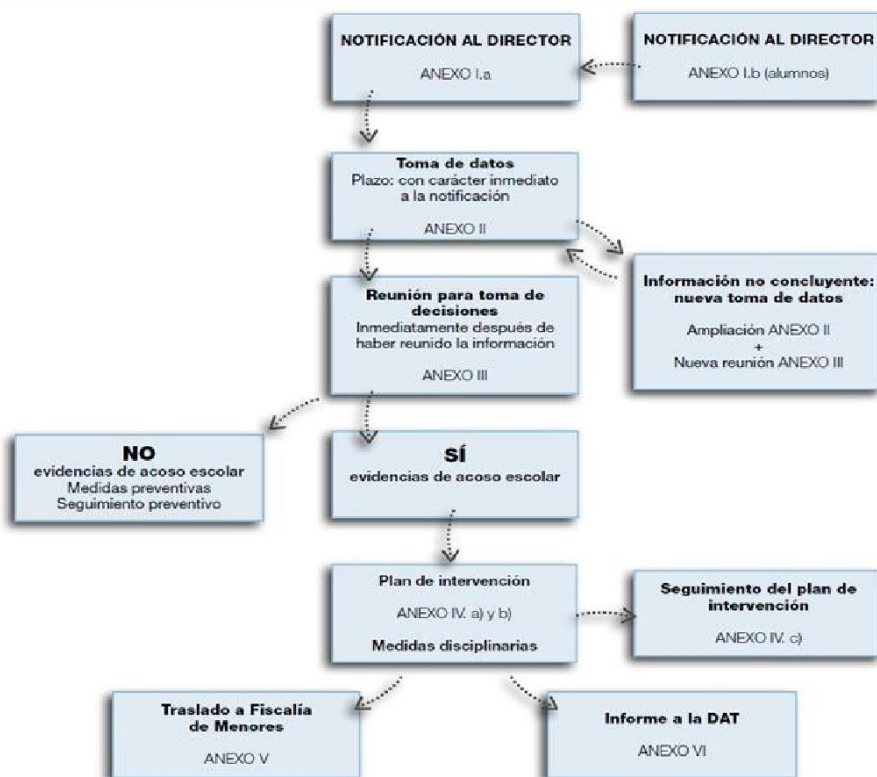 NOTIFICACIÓN AL DIRECTOR
ANEXO I.a
NOTIFICACIÓN AL DIRECTOR
ANEXO I.b (alumnos)
Toma de datos
Plazo: con carácter inmediato
a la notificación
ANEXO II
Información no concluyente:
nueva toma de datos
Ampliación ANEXO II
+
Nueva reunión ANEXO III
Reunión para toma de
decisiones
Inmediatamente después de
haber reunido la información
ANEXO III
NO
evidencias de acoso escolar
Medidas preventivas
Seguimiento preventivo
SÍ
evidencias de acoso escolar
Plan de intervención
ANEXO IV. a) y b)
Medidas disciplinarias
Seguimiento del plan de
intervención
ANEXO IV. c)
Traslado a Fiscalía
de Menores
ANEXO V
Informe a la DAT
ANEXO VI